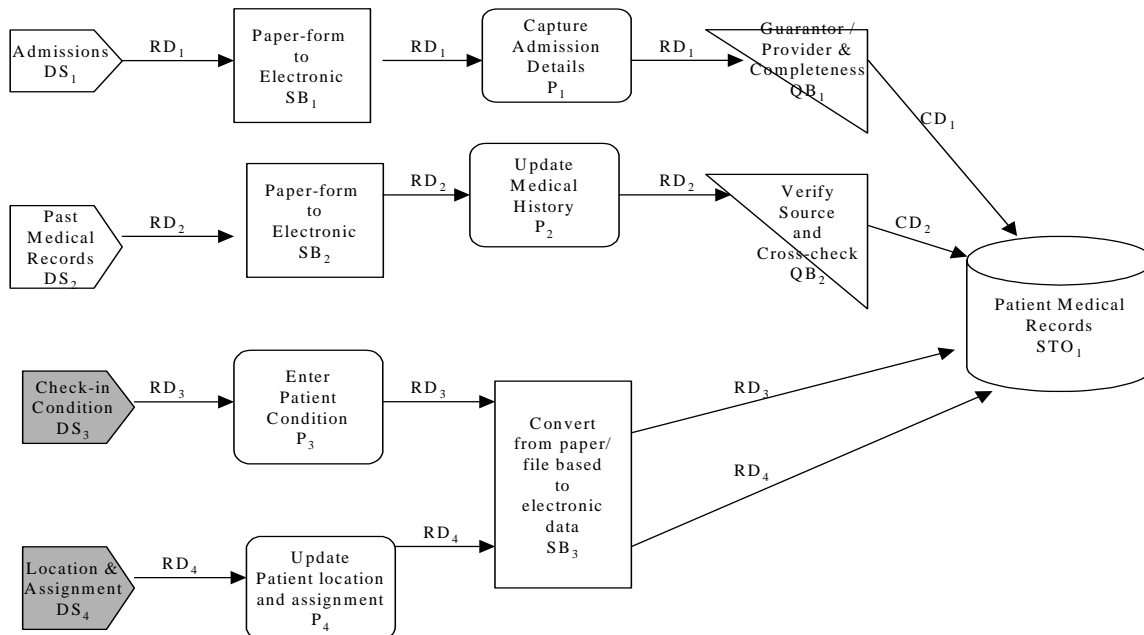 Admissions
DS₁
RD₁
Paper-form
to
Electronic
SB₁
RD₁
Capture
Admission
Details
P₁
RD₁
Guarantor /
Provider &
Completeness
QB₁
CD₁
Past
Medical
Records
DS₂
RD₂
Paper-form
to
Electronic
SB₂
RD₂
Update
Medical
History
P₂
RD₂
Verify
Source
and
Cross-check
QB₂
CD₂
Patient Medical
Records
STO₁
Check-in
Condition
DS₃
RD₃
Enter
Patient
Condition
P₃
RD₃
Convert
from paper/
file based
to
electronic
data
SB₃
RD₃
RD₄
Location &
Assignment
DS₄
RD₄
Update
Patient location
and assignment
P₄
RD₄